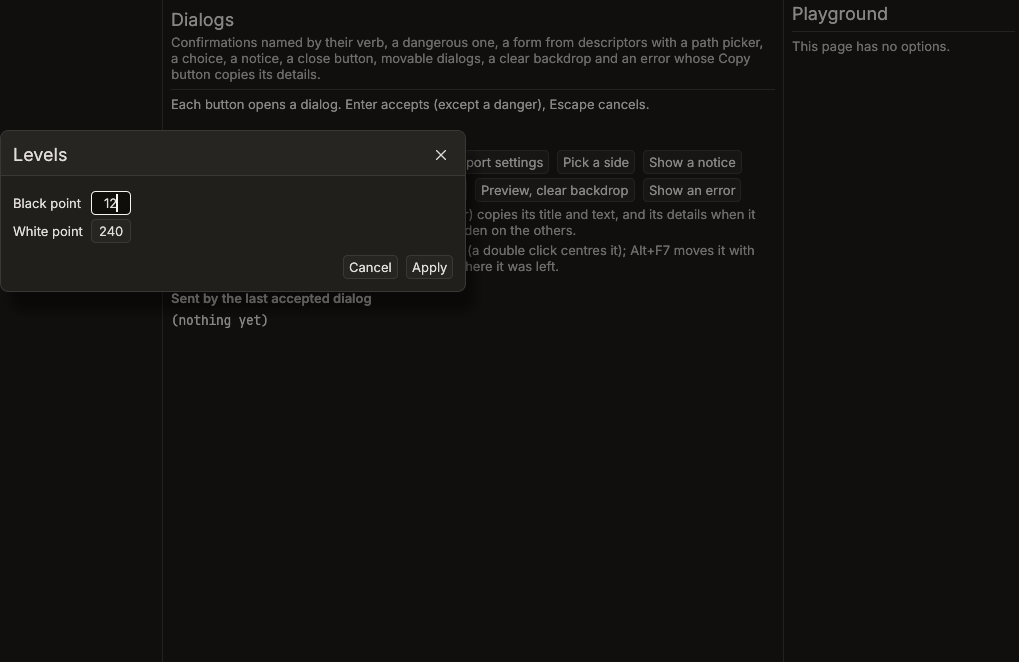 Dialogs
Confirmations named by their verb, a dangerous one, a form from descriptors with a path picker,
a choice, a notice, a close button, movable dialogs, a clear backdrop and an error whose Copy
button copies its details.
Each button opens a dialog. Enter accepts (except a danger), Escape cancels.
Levels
Black point 12
White point 240
Cancel Apply
port settings Pick a side Show a notice
Preview, clear backdrop Show an error
r) copies its title and text, and its details when it
den on the others.
(a double click centres it); Alt+F7 moves it with
here it was left.
Sent by the last accepted dialog
(nothing yet)
Playground
This page has no options.